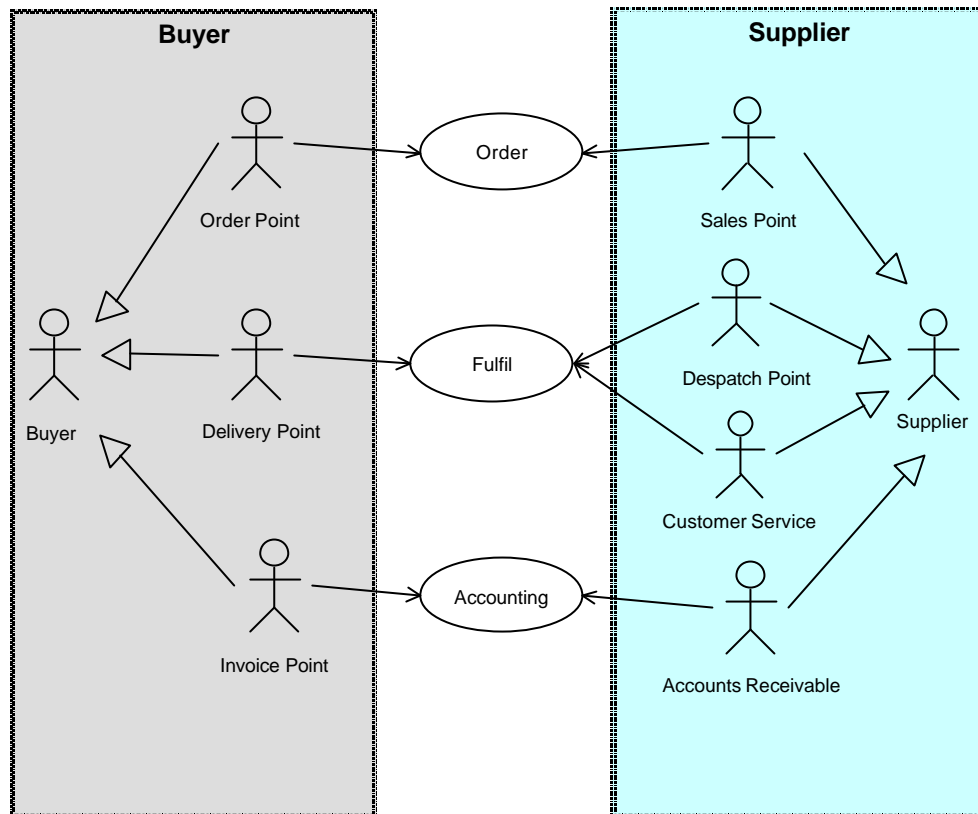 Buyer
Supplier
Order
Order Point
Sales Point
Fulfil
Despatch Point
Buyer
Delivery Point
Supplier
Customer Service
Accounting
Invoice Point
Accounts Receivable